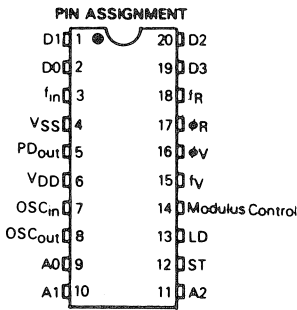 PIN ASSIGNMENT
D1 1 20 D2
D0 2 19 D3
fin 3 18 fR
VSS 4 17 ϕR
PDout 5 16 ϕV
VDD 6 15 fV
OSCin 7 14 Modulus Control
OSCout 8 13 LD
A0 9 12 ST
A1 10 11 A2